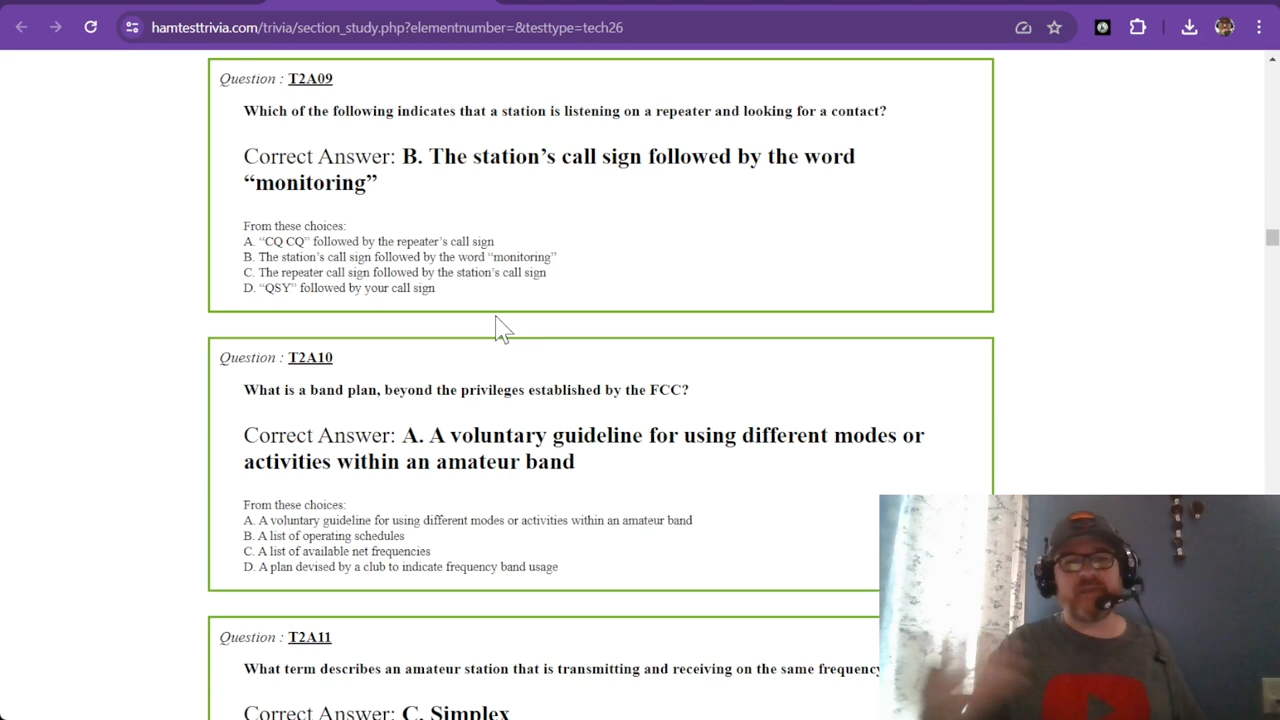 hamtesttrivia.com/trivia/section_study.php?elementnumber=&testtype=tech26
Question : T2A09
Which of the following indicates that a station is listening on a repeater and looking for a contact?
Correct Answer: B. The station’s call sign followed by the word
“monitoring”
From these choices:
A. “CQ CQ” followed by the repeater’s call sign
B. The station’s call sign followed by the word “monitoring”
C. The repeater call sign followed by the station’s call sign
D. “QSY” followed by your call sign
Question : T2A10
What is a band plan, beyond the privileges established by the FCC?
Correct Answer: A. A voluntary guideline for using different modes or
activities within an amateur band
From these choices:
A. A voluntary guideline for using different modes or activities within an amateur band
B. A list of operating schedules
C. A list of available net frequencies
D. A plan devised by a club to indicate frequency band usage
Question : T2A11
What term describes an amateur station that is transmitting and receiving on the same frequency
Correct Answer: C. Simplex